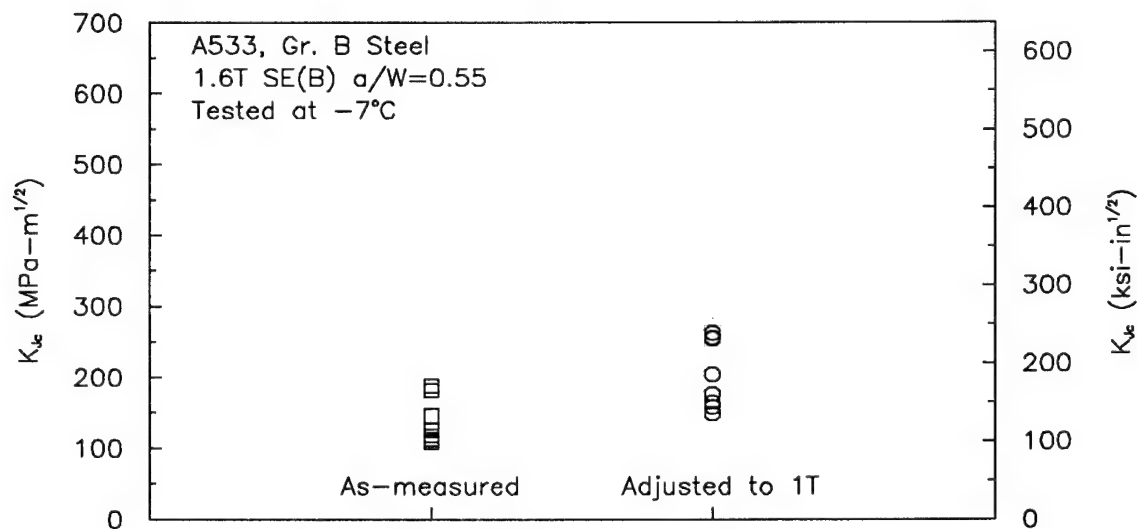 700
600
500
400
300
200
100
0
K_Jc (MPa−m^1/2)
A533, Gr. B Steel
1.6T SE(B) a/W=0.55
Tested at −7°C
As−measured
Adjusted to 1T
600
500
400
300
200
100
0
K_Jc (ksi−in^1/2)